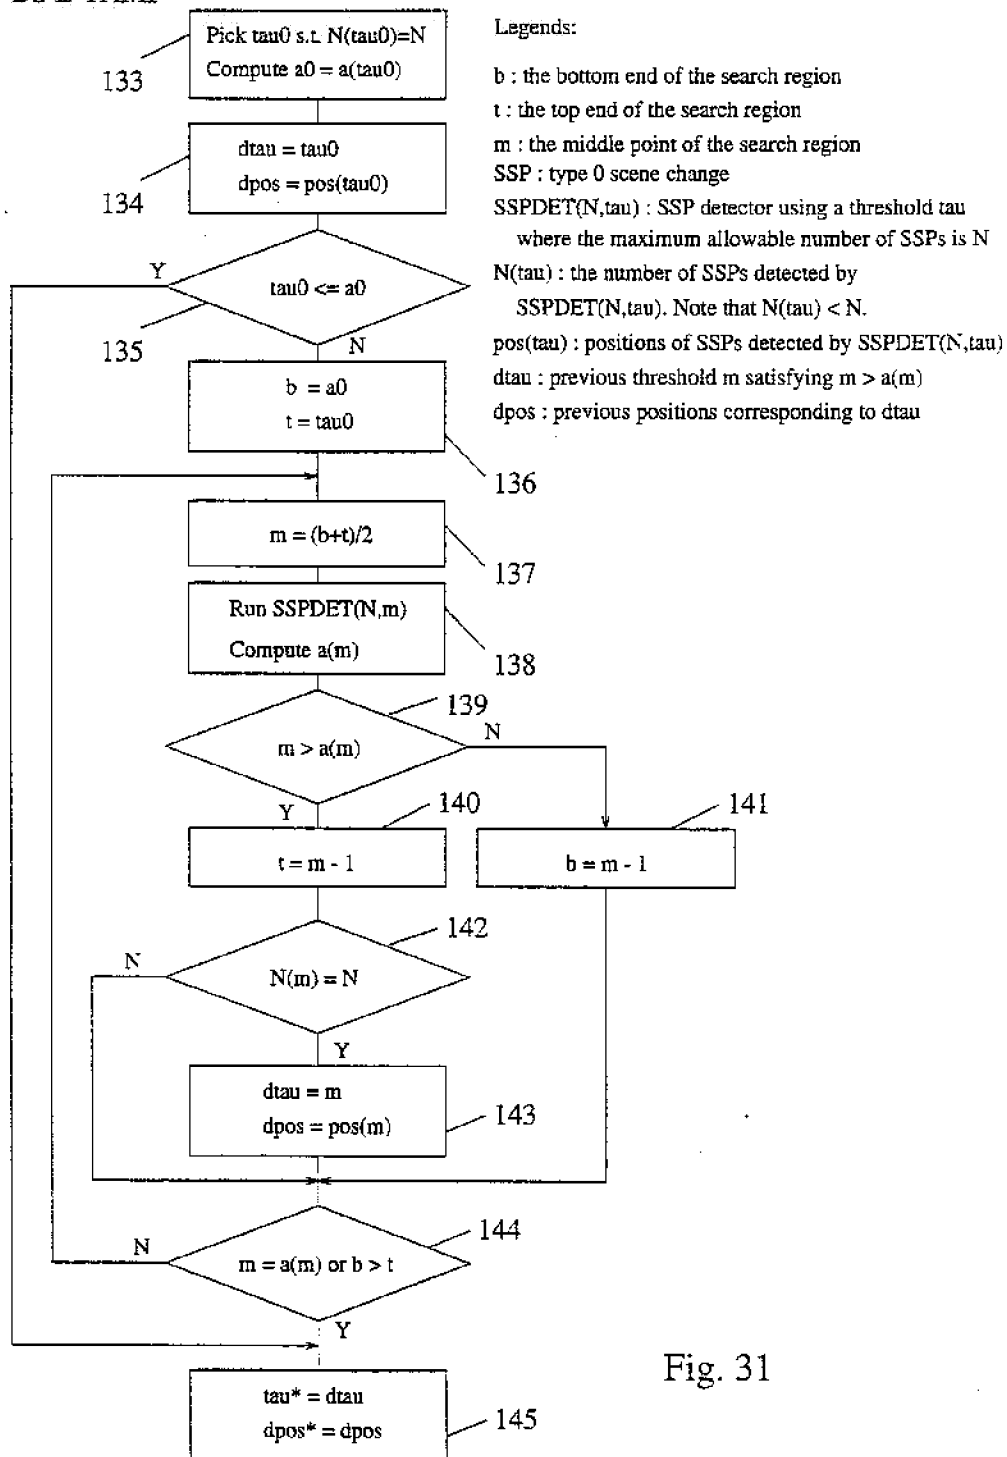 Pick tau0 s.t. N(tau0)=N
Compute a0 = a(tau0)
133
dtau = tau0
dpos = pos(tau0)
134
Y
tau0 <= a0
135
N
b = a0
t = tau0
136
m = (b+t)/2
137
Run SSPDET(N,m)
Compute a(m)
138
139
N
m > a(m)
Y
140
141
t = m - 1
b = m - 1
142
N
N(m) = N
Y
dtau = m
dpos = pos(m)
143
144
N
m = a(m) or b > t
Y
tau* = dtau
dpos* = dpos
145
Legends:
b : the bottom end of the search region
t : the top end of the search region
m : the middle point of the search region
SSP : type 0 scene change
SSPDET(N,tau) : SSP detector using a threshold tau
where the maximum allowable number of SSPs is N
N(tau) : the number of SSPs detected by
SSPDET(N,tau). Note that N(tau) < N.
pos(tau) : positions of SSPs detected by SSPDET(N,tau)
dtau : previous threshold m satisfying m > a(m)
dpos : previous positions corresponding to dtau
Fig. 31